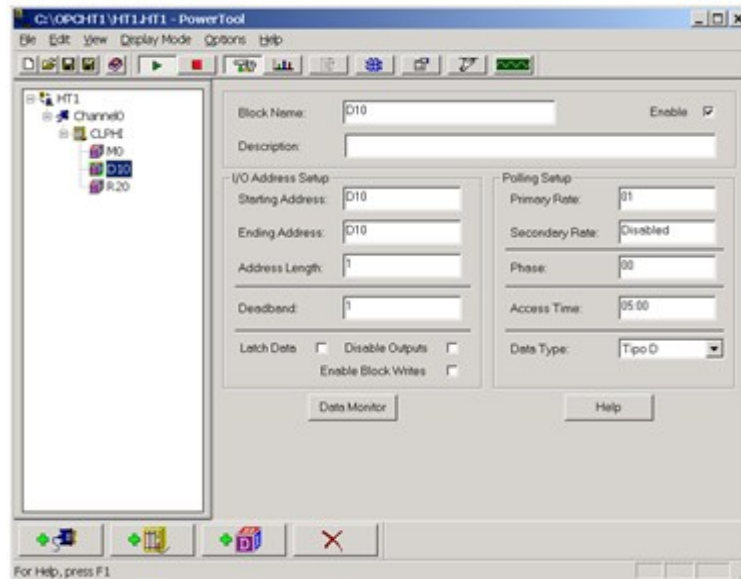 C:\OPCHT1\HT1.HT1 - PowerTool
File Edit View Display Mode Options Help
HT1
Channel0
CLPHI
M0
D10
R20
Block Name: D10 Enable
Description:
I/O Address Setup
Starting Address: D10
Ending Address: D10
Address Length: 1
Deadband: 1
Latch Data Disable Outputs
Enable Block Writes
Polling Setup
Primary Rate: 01
Secondary Rate: Disabled
Phase: 00
Access Time: 05:00
Data Type: Tipo D
Data Monitor Help
For Help, press F1